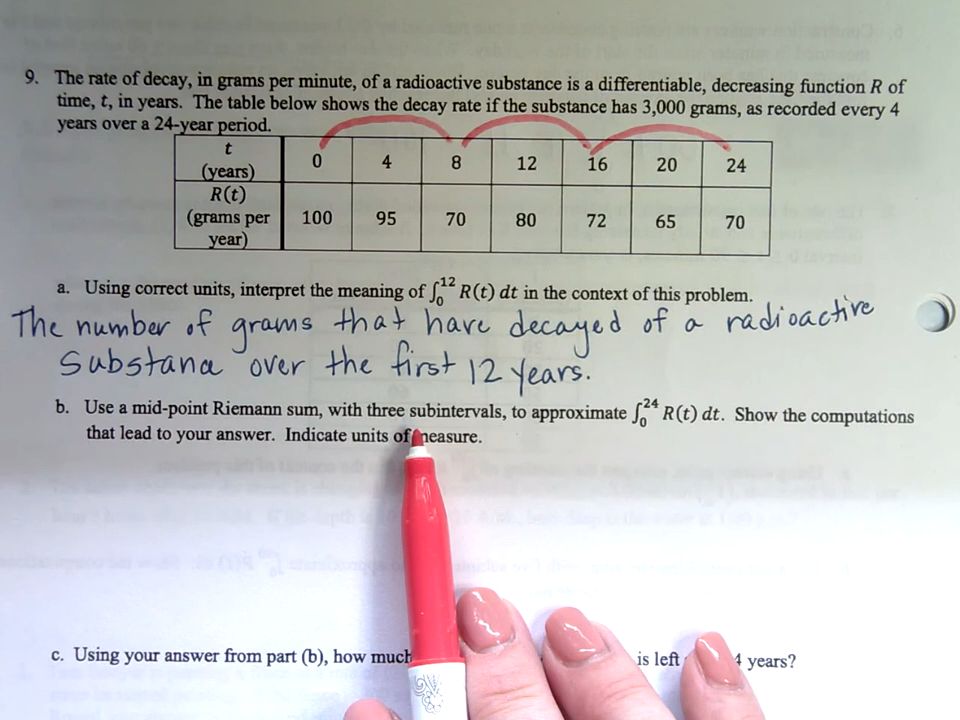 9. The rate of decay, in grams per minute, of a radioactive substance is a differentiable, decreasing function R of
time, t, in years. The table below shows the decay rate if the substance has 3,000 grams, as recorded every 4
years over a 24-year period.
t (years) 0 4 8 12 16 20 24
R(t) (grams per year) 100 95 70 80 72 65 70
a. Using correct units, interpret the meaning of ∫₀¹² R(t) dt in the context of this problem.
The number of grams that have decayed of a radioactive
Substance over the first 12 years.
b. Use a mid-point Riemann sum, with three subintervals, to approximate ∫₀²⁴ R(t) dt. Show the computations
that lead to your answer. Indicate units of measure.
c. Using your answer from part (b), how much is left 4 years?